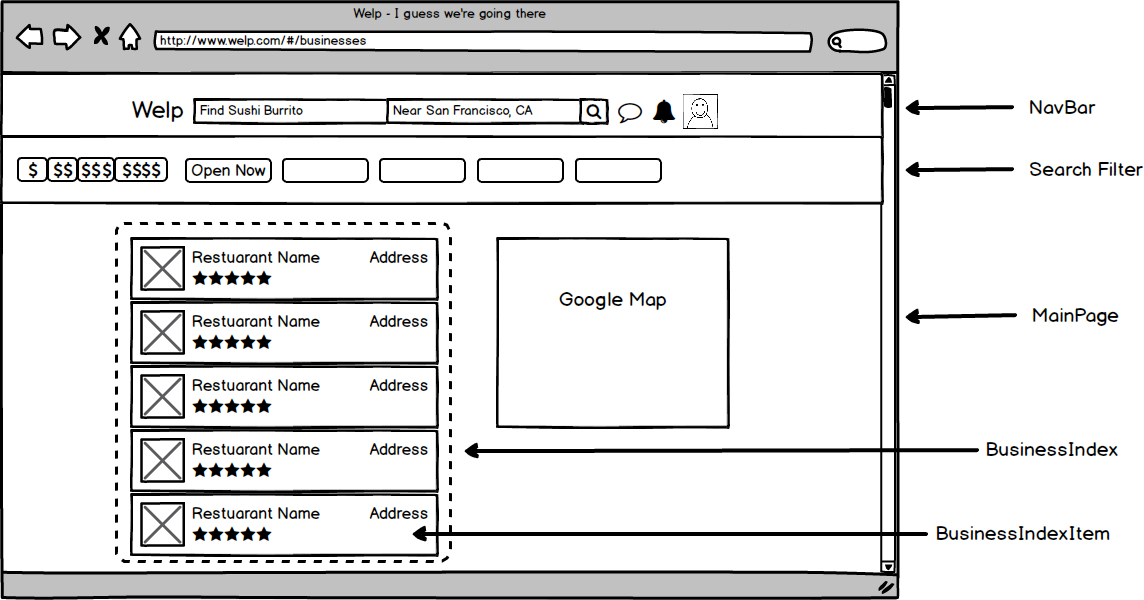 Welp - I guess we're going there
http://www.welp.com/#/businesses
Welp
Find Sushi Burrito
Near San Francisco, CA
NavBar
$ $$ $$$ $$$$ Open Now
Search Filter
Restuarant Name Address
Restuarant Name Address
Restuarant Name Address
Restuarant Name Address
Restuarant Name Address
Google Map
MainPage
BusinessIndex
BusinessIndexItem